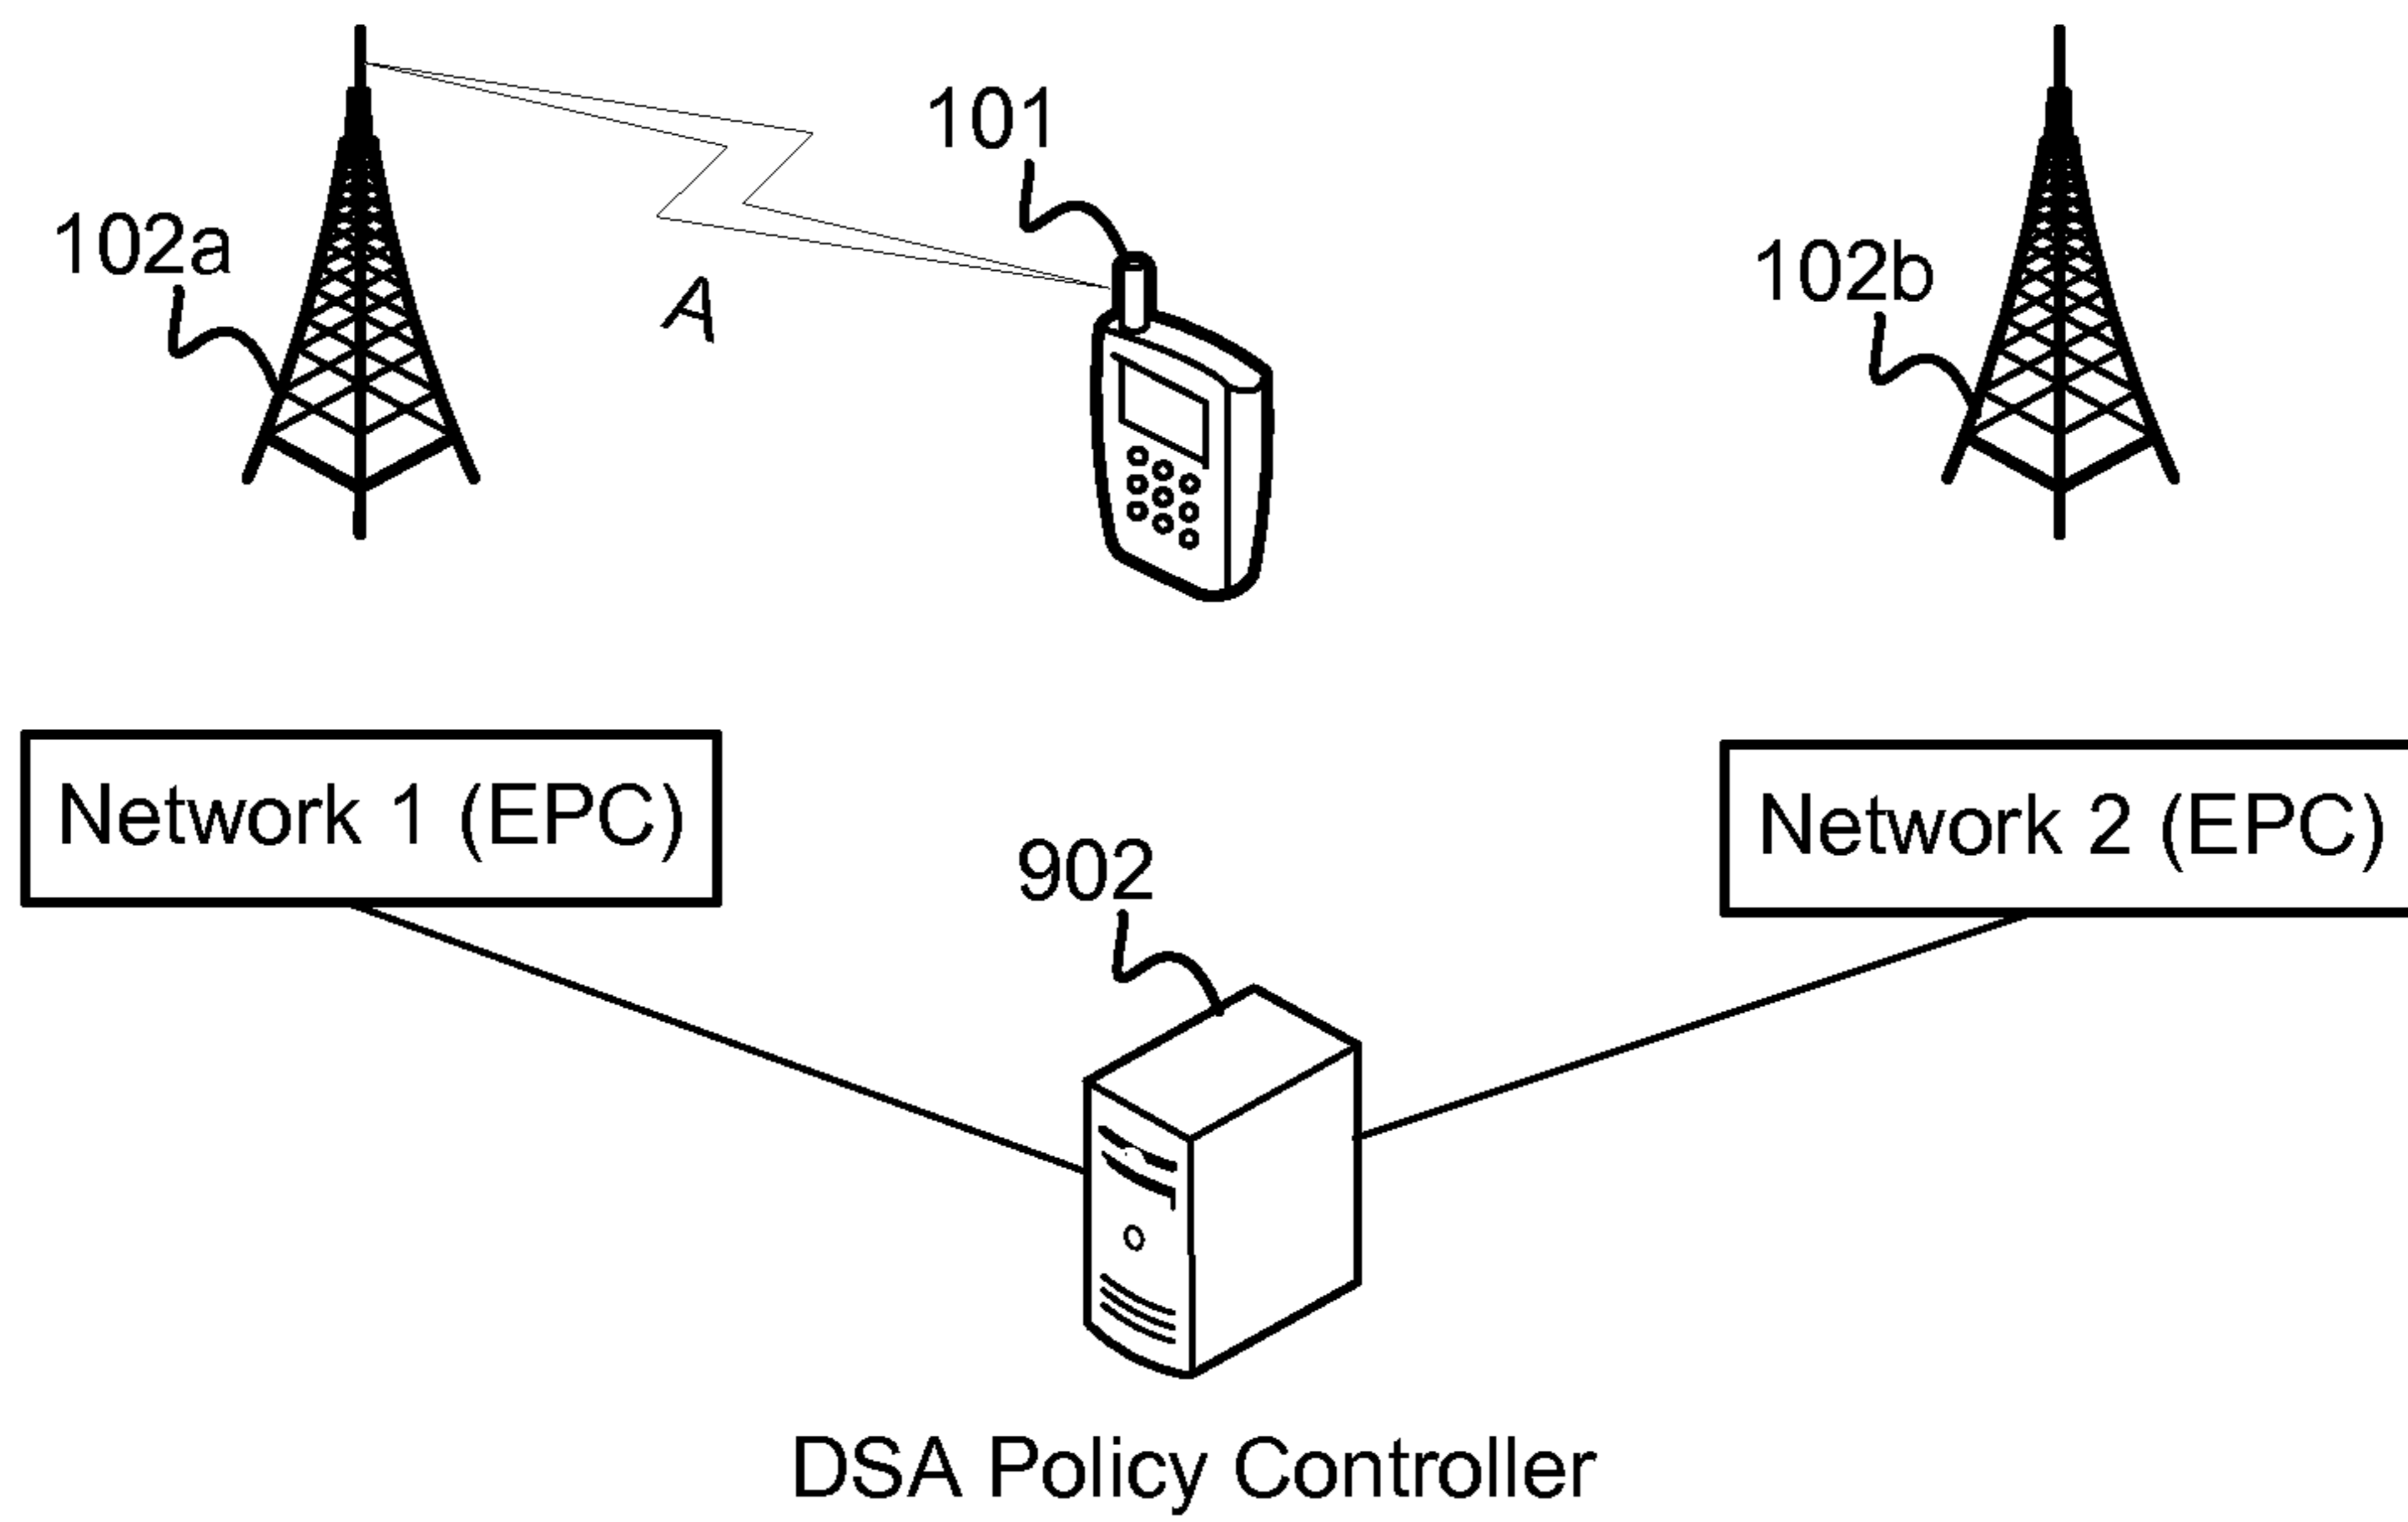 101
102a
102b
A
Network 1 (EPC)
Network 2 (EPC)
902
DSA Policy Controller